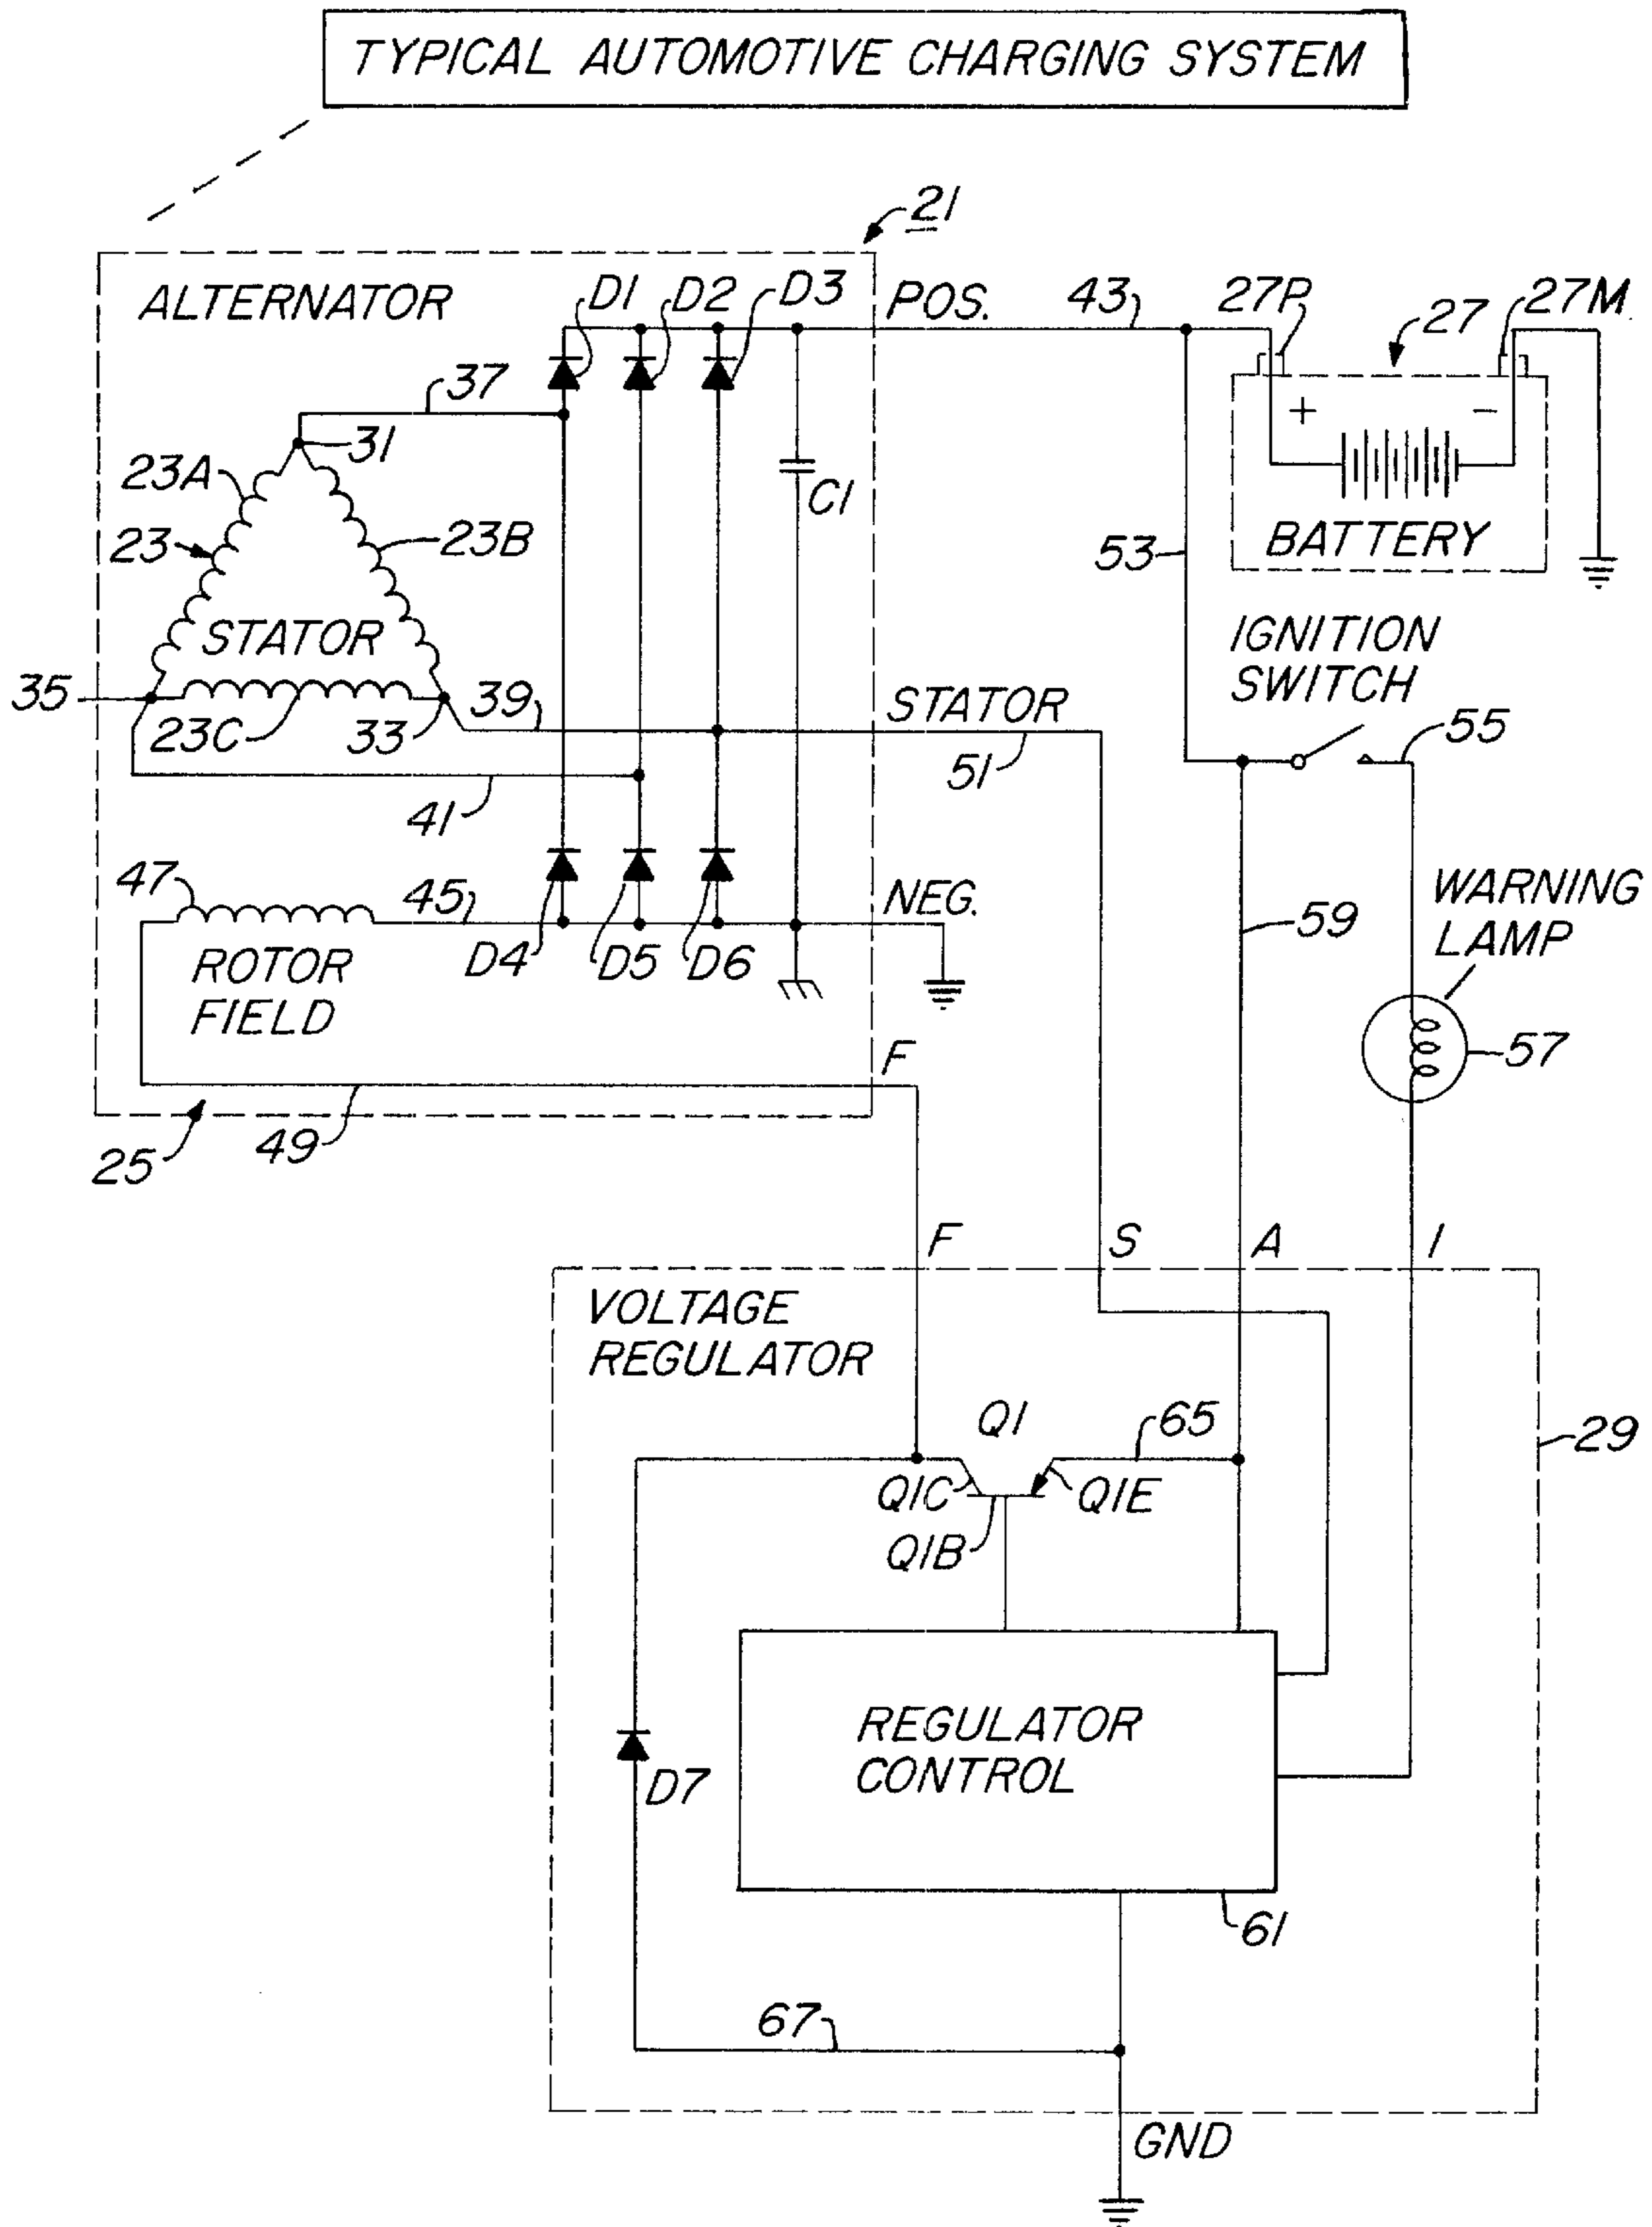 TYPICAL AUTOMOTIVE CHARGING SYSTEM
21
ALTERNATOR
D1
D2
D3
POS.
43
27P
27
27M
37
31
23A
23
23B
C1
+
−
BATTERY
53
STATOR
IGNITION
SWITCH
35
23C
33
39
STATOR
51
55
41
47
45
NEG.
WARNING
LAMP
D4
D5
D6
ROTOR
FIELD
59
57
F
25
49
F
S
A
I
VOLTAGE
REGULATOR
Q1
65
29
Q1C
Q1E
Q1B
REGULATOR
CONTROL
D7
61
67
GND